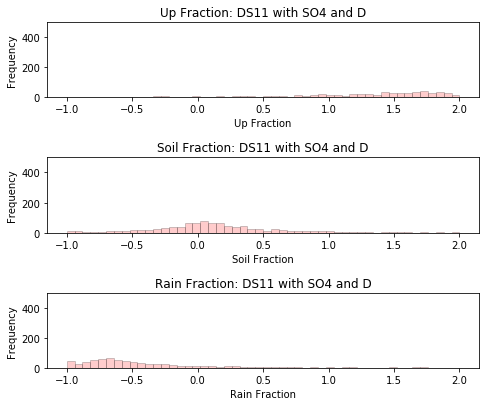 Up Fraction: DS11 with SO4 and D
400
200
0
Frequency
-1.0 -0.5 0.0 0.5 1.0 1.5 2.0
Up Fraction
Soil Fraction: DS11 with SO4 and D
400
200
0
Frequency
-1.0 -0.5 0.0 0.5 1.0 1.5 2.0
Soil Fraction
Rain Fraction: DS11 with SO4 and D
400
200
0
Frequency
-1.0 -0.5 0.0 0.5 1.0 1.5 2.0
Rain Fraction